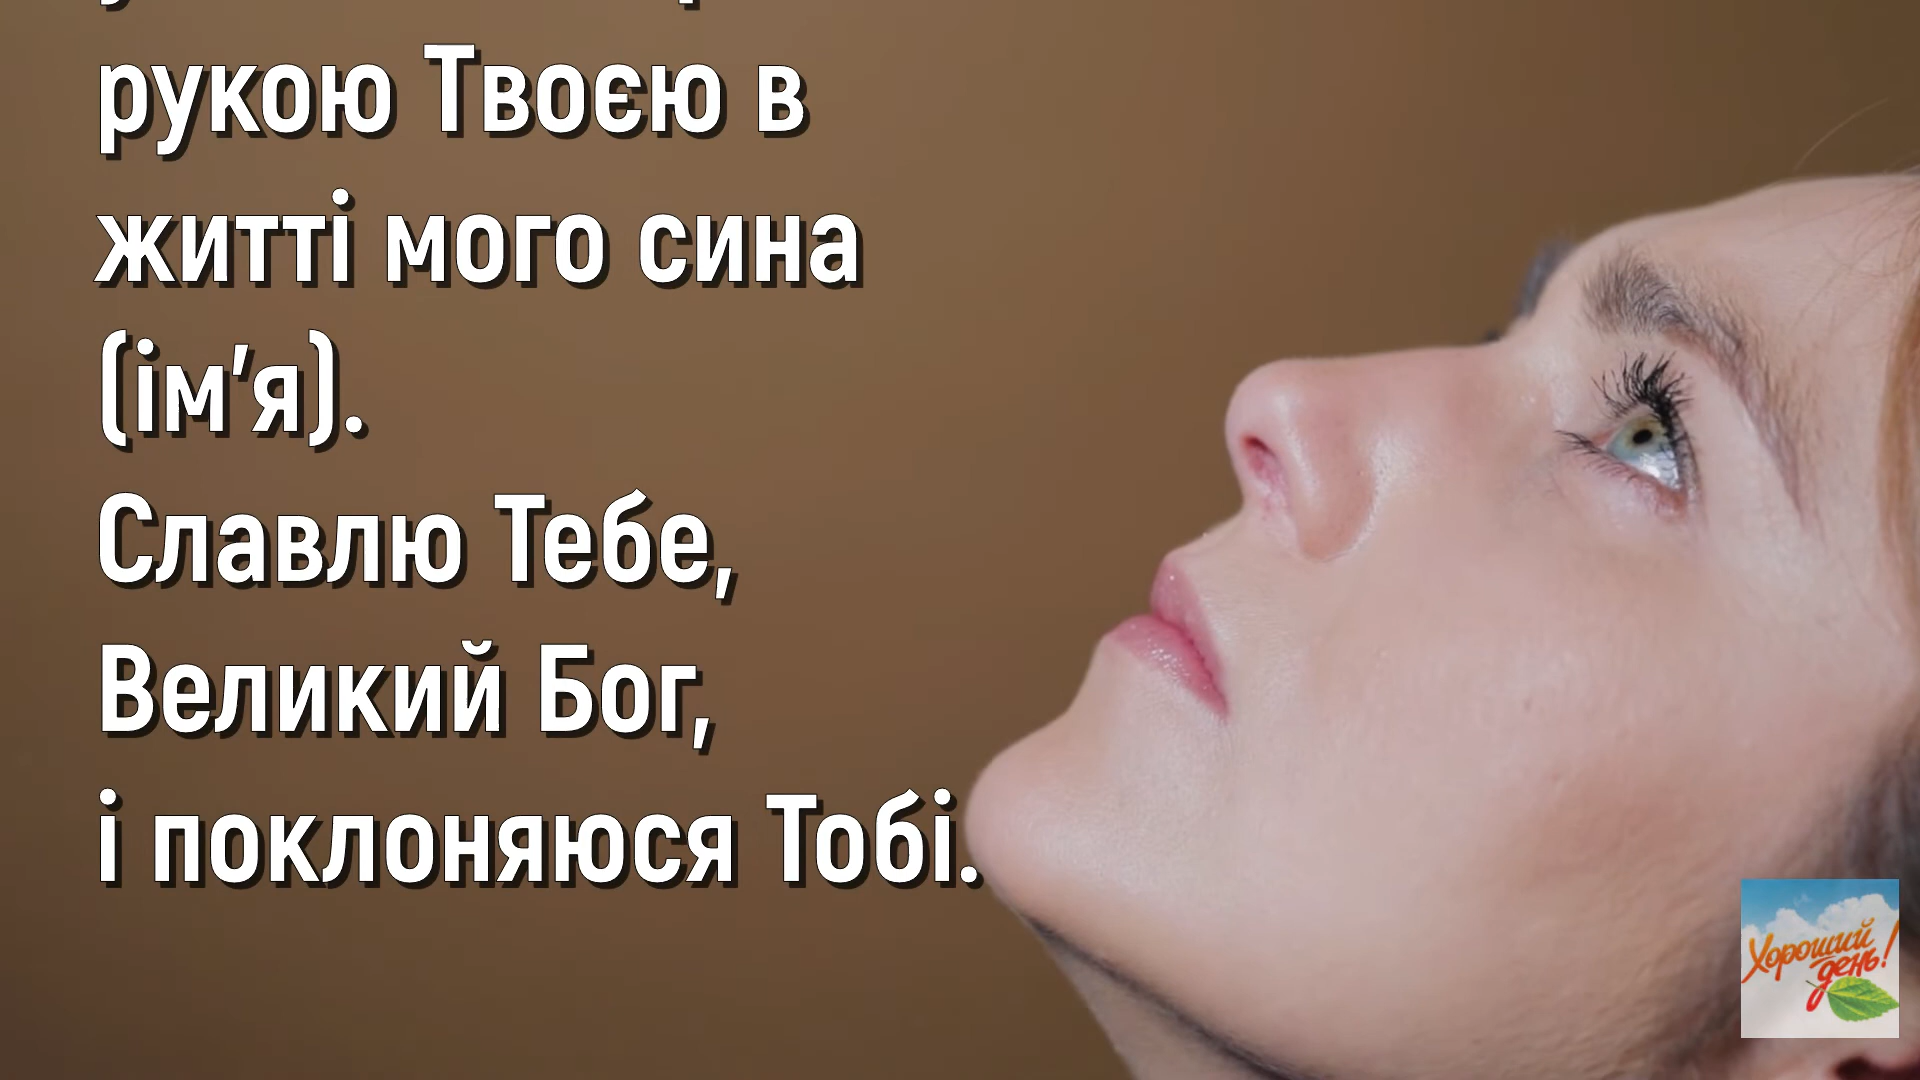 рукою Твоєю в
житті мого сина
(ім'я).
Славлю Тебе,
Великий Бог,
і поклоняюся Тобі.
Хороший
день!